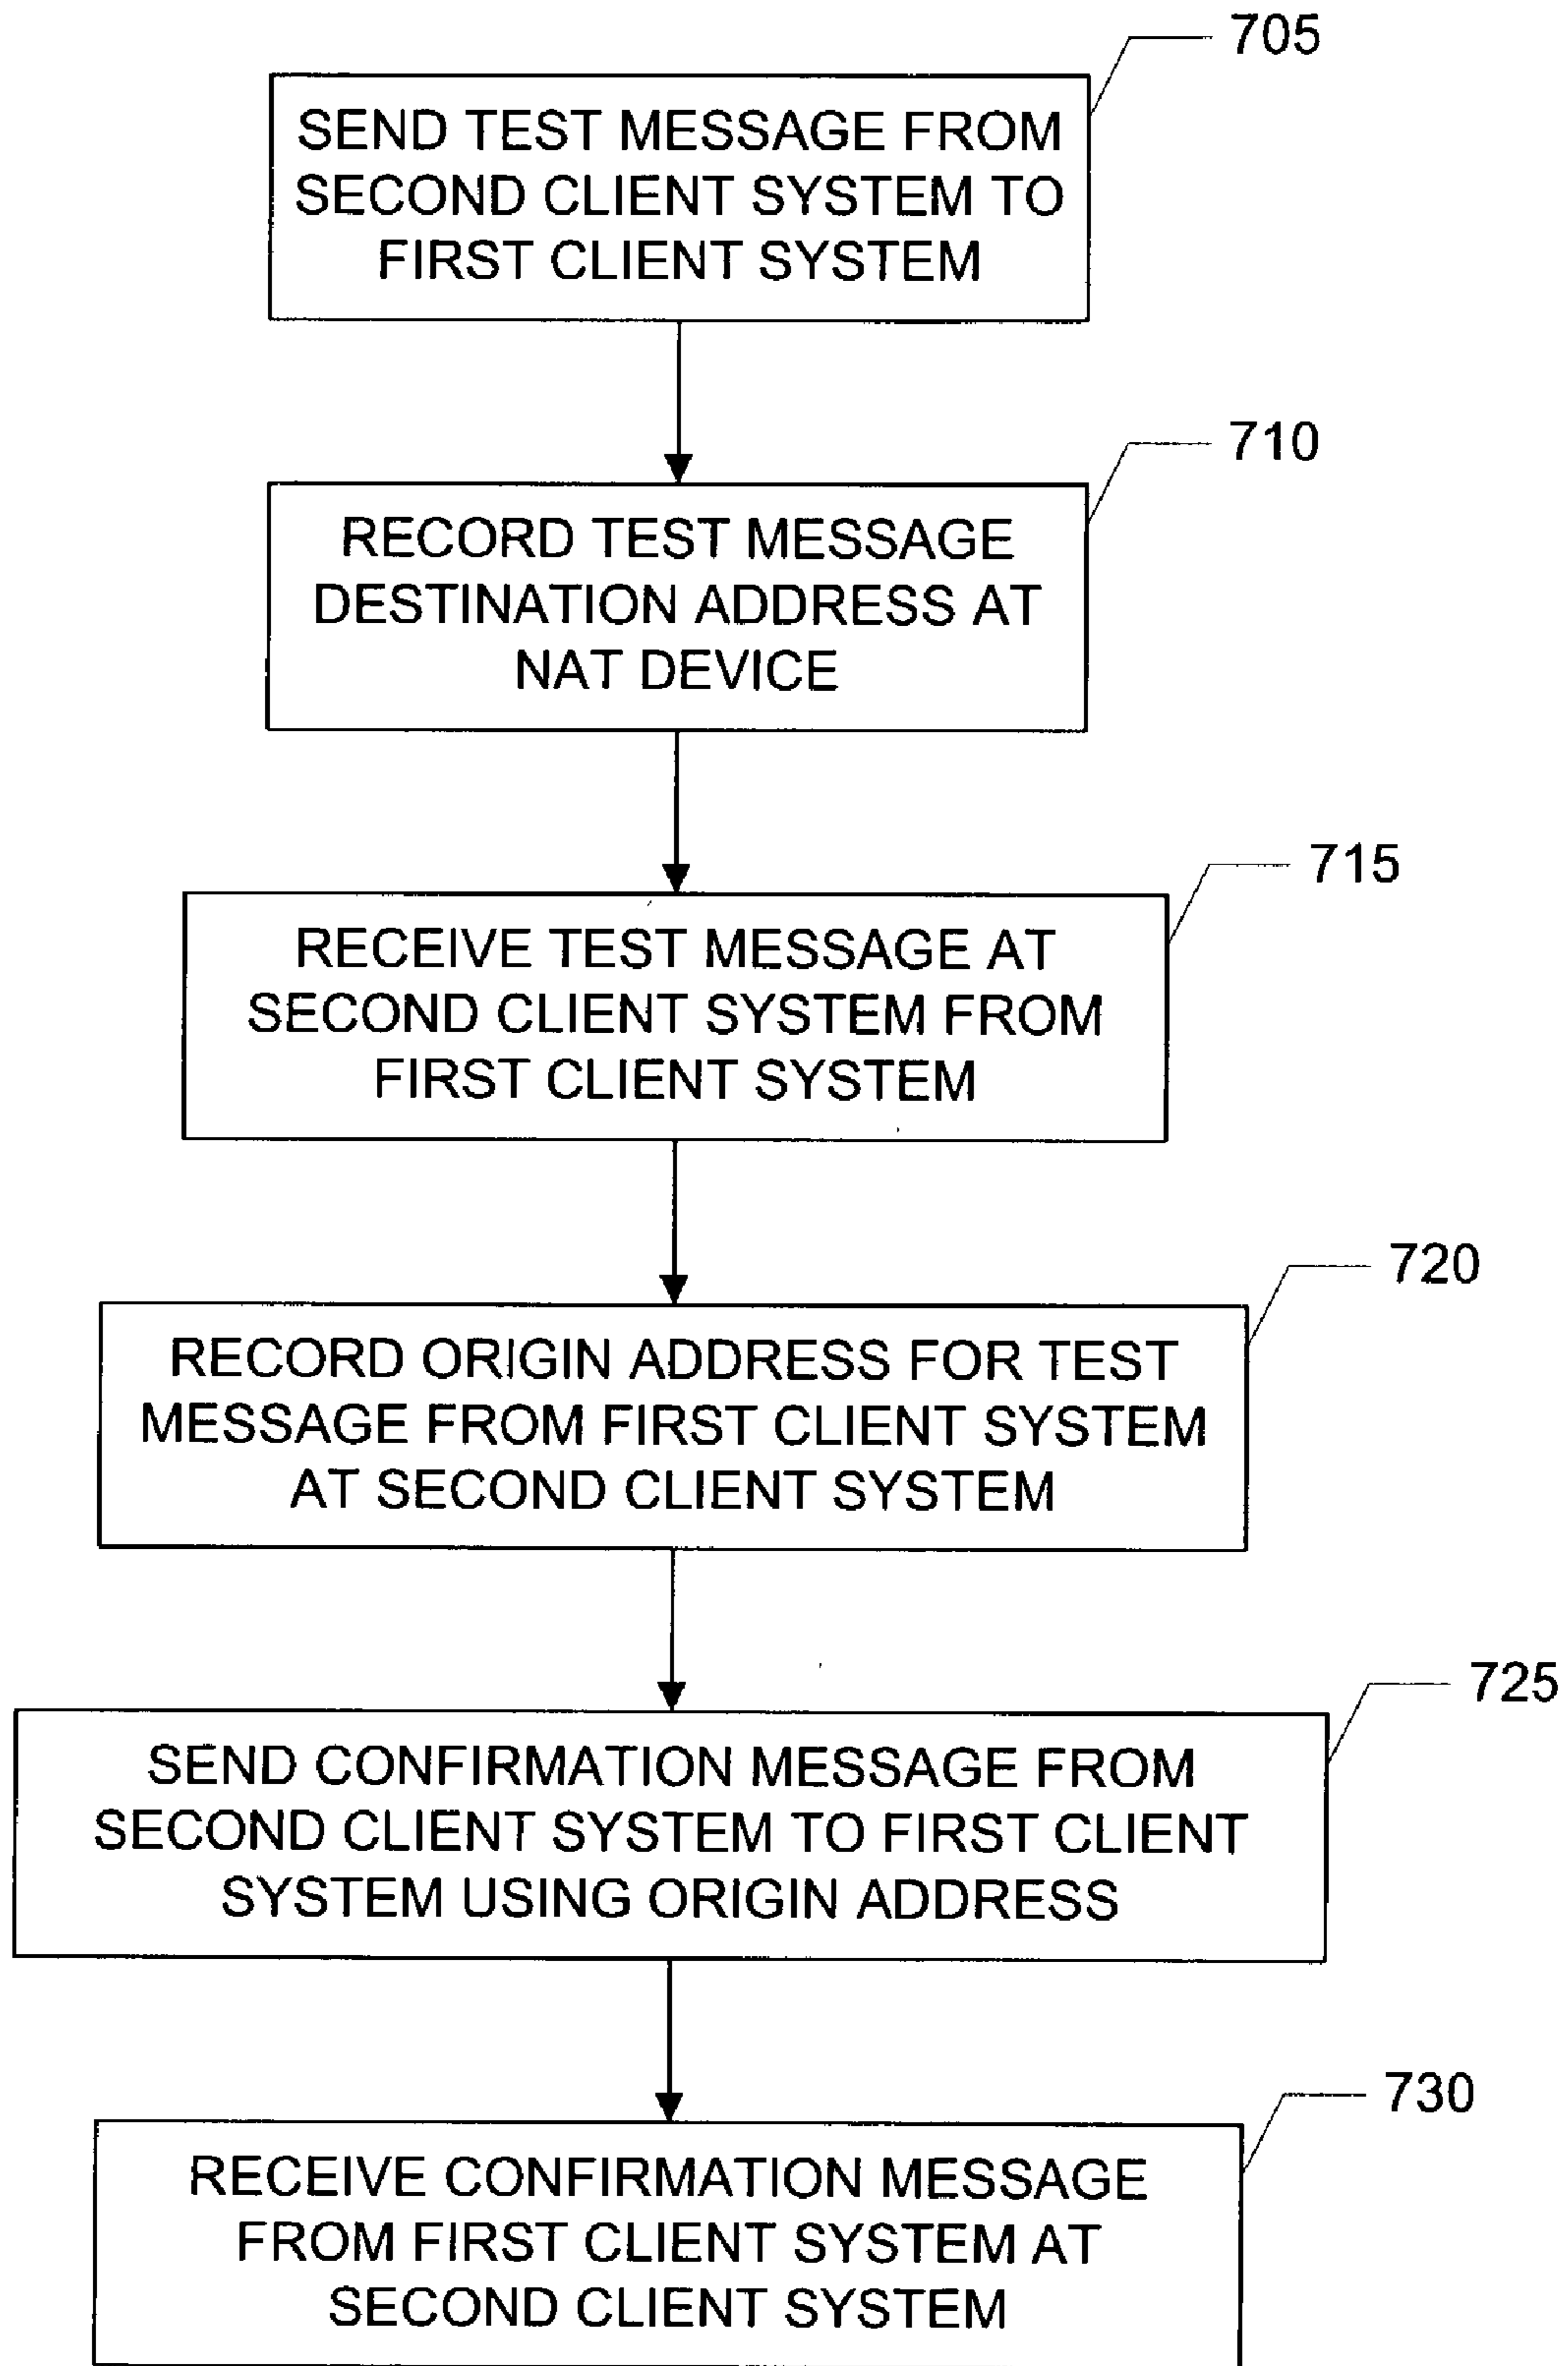 705
SEND TEST MESSAGE FROM
SECOND CLIENT SYSTEM TO
FIRST CLIENT SYSTEM
710
RECORD TEST MESSAGE
DESTINATION ADDRESS AT
NAT DEVICE
715
RECEIVE TEST MESSAGE AT
SECOND CLIENT SYSTEM FROM
FIRST CLIENT SYSTEM
720
RECORD ORIGIN ADDRESS FOR TEST
MESSAGE FROM FIRST CLIENT SYSTEM
AT SECOND CLIENT SYSTEM
725
SEND CONFIRMATION MESSAGE FROM
SECOND CLIENT SYSTEM TO FIRST CLIENT
SYSTEM USING ORIGIN ADDRESS
730
RECEIVE CONFIRMATION MESSAGE
FROM FIRST CLIENT SYSTEM AT
SECOND CLIENT SYSTEM